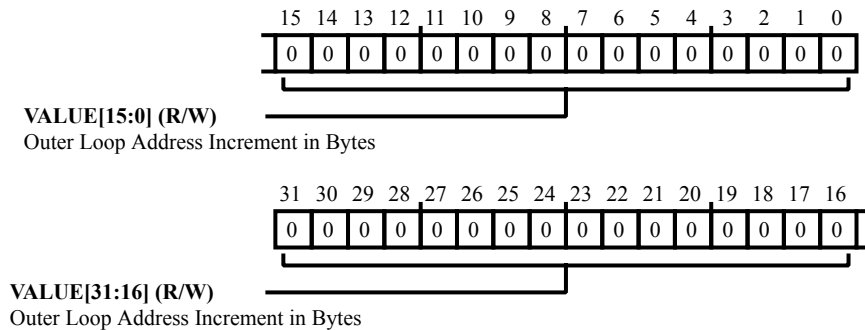 15 14 13 12 11 10 9 8 7 6 5 4 3 2 1 0
0 0 0 0 0 0 0 0 0 0 0 0 0 0 0 0
VALUE[15:0] (R/W)
Outer Loop Address Increment in Bytes
31 30 29 28 27 26 25 24 23 22 21 20 19 18 17 16
0 0 0 0 0 0 0 0 0 0 0 0 0 0 0 0
VALUE[31:16] (R/W)
Outer Loop Address Increment in Bytes